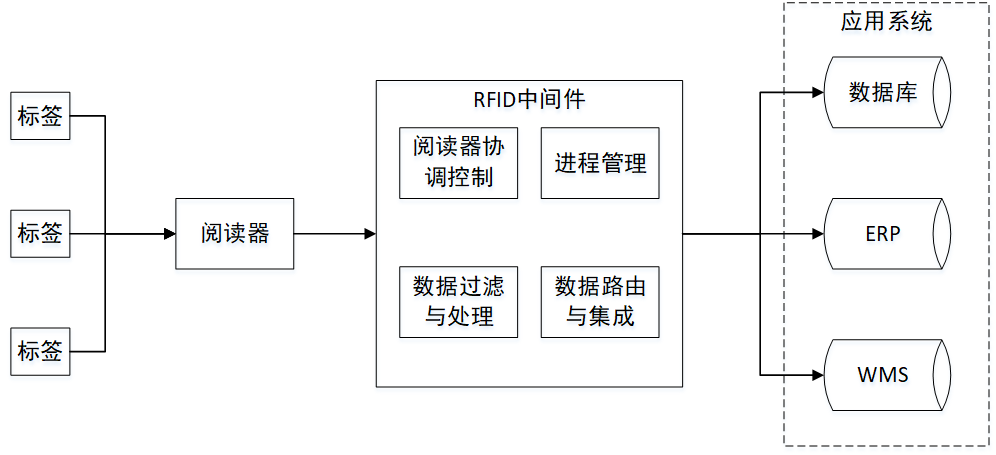 应用系统
标签
标签
标签
阅读器
RFID中间件
阅读器协
调控制
进程管理
数据过滤
与处理
数据路由
与集成
数据库
ERP
WMS